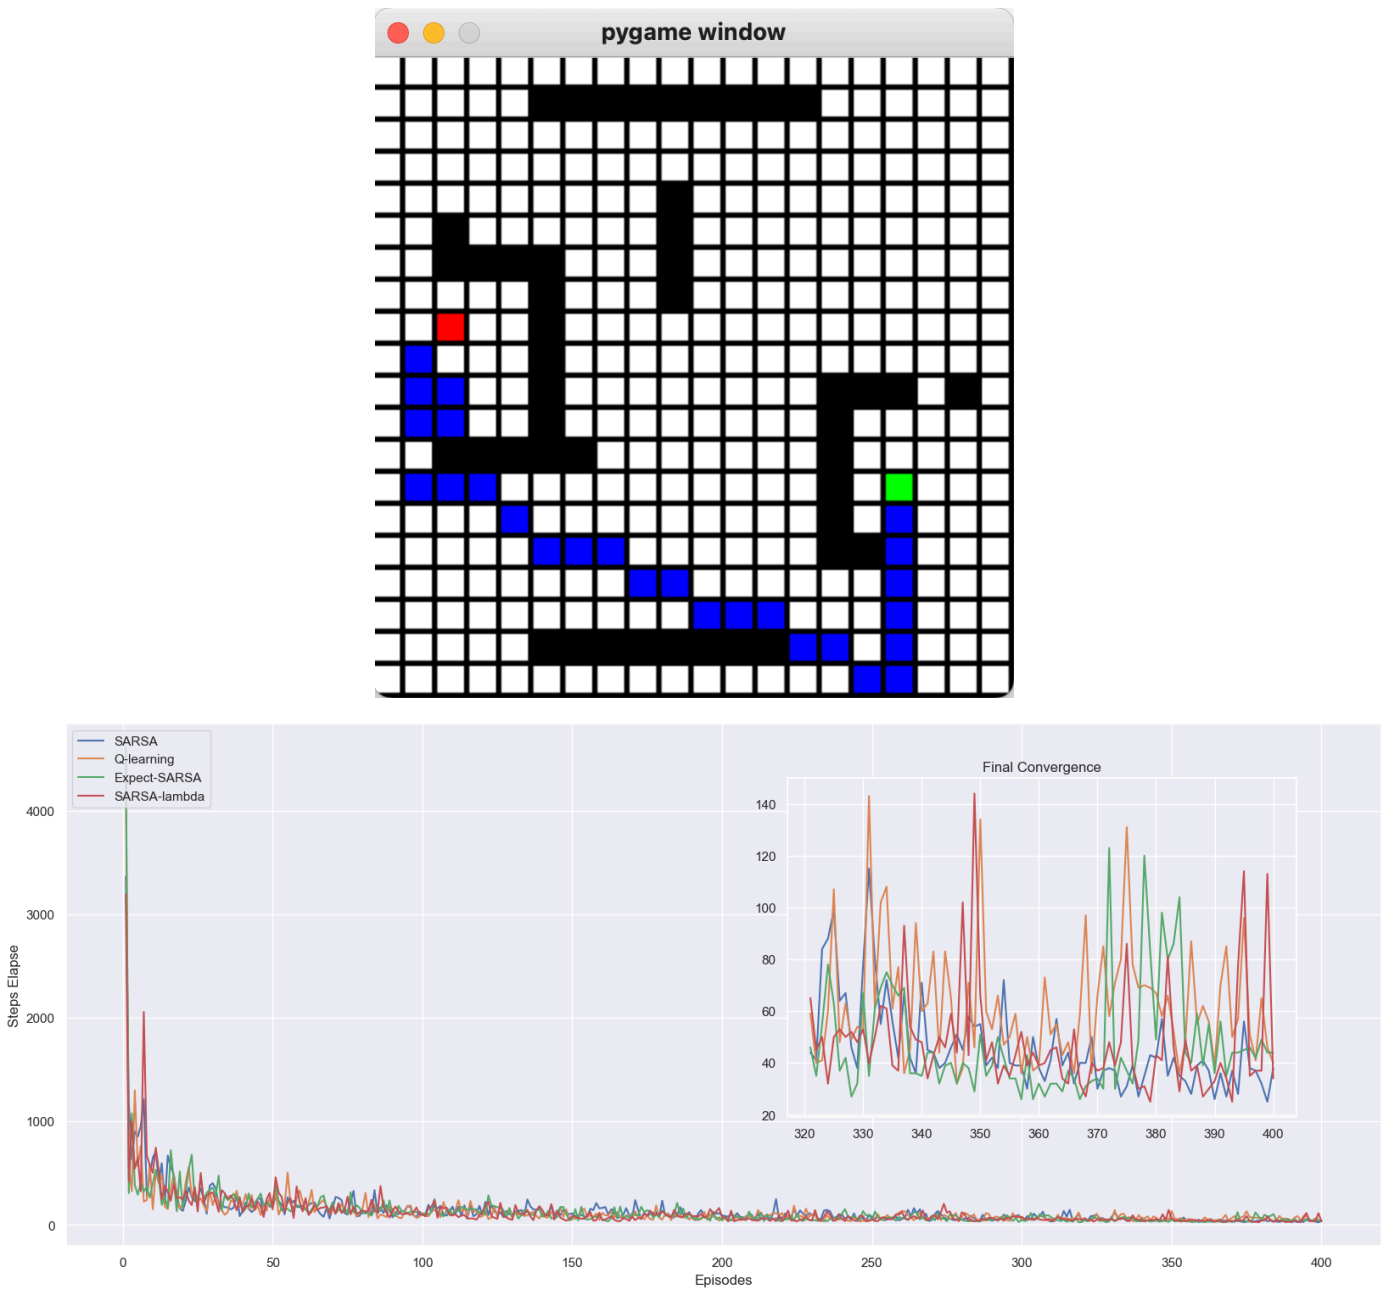 pygame window
SARSA
Q-learning
Expect-SARSA
SARSA-lambda
Final Convergence
140
120
100
80
60
40
20
320 330 340 350 360 370 380 390 400
4000
3000
2000
1000
0
Steps Elapse
0 50 100 150 200 250 300 350 400
Episodes